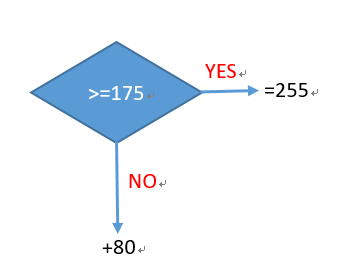 YES
>=175
=255
NO
+80